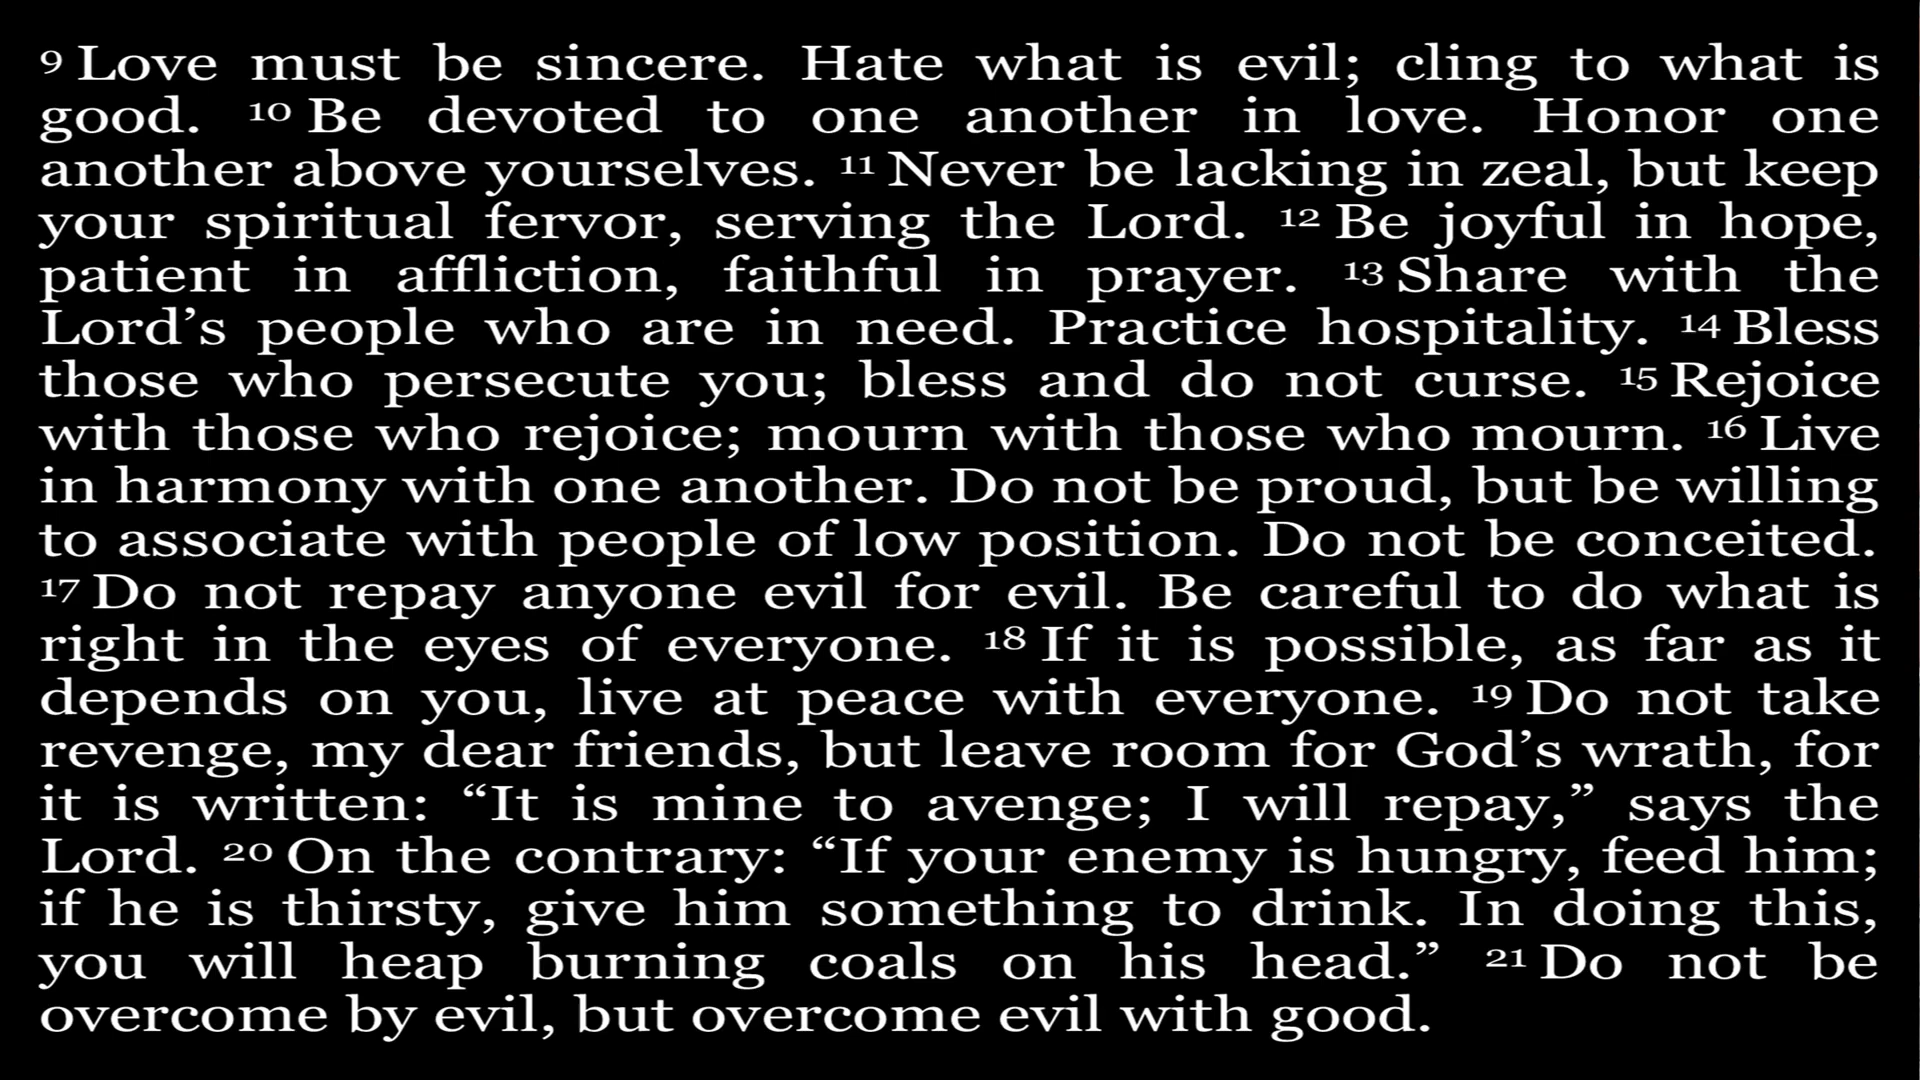 9 Love must be sincere. Hate what is evil; cling to what is
good. 10 Be devoted to one another in love. Honor one
another above yourselves. 11 Never be lacking in zeal, but keep
your spiritual fervor, serving the Lord. 12 Be joyful in hope,
patient in affliction, faithful in prayer. 13 Share with the
Lord’s people who are in need. Practice hospitality. 14 Bless
those who persecute you; bless and do not curse. 15 Rejoice
with those who rejoice; mourn with those who mourn. 16 Live
in harmony with one another. Do not be proud, but be willing
to associate with people of low position. Do not be conceited.
17 Do not repay anyone evil for evil. Be careful to do what is
right in the eyes of everyone. 18 If it is possible, as far as it
depends on you, live at peace with everyone. 19 Do not take
revenge, my dear friends, but leave room for God’s wrath, for
it is written: “It is mine to avenge; I will repay,” says the
Lord. 20 On the contrary: “If your enemy is hungry, feed him;
if he is thirsty, give him something to drink. In doing this,
you will heap burning coals on his head.” 21 Do not be
overcome by evil, but overcome evil with good.